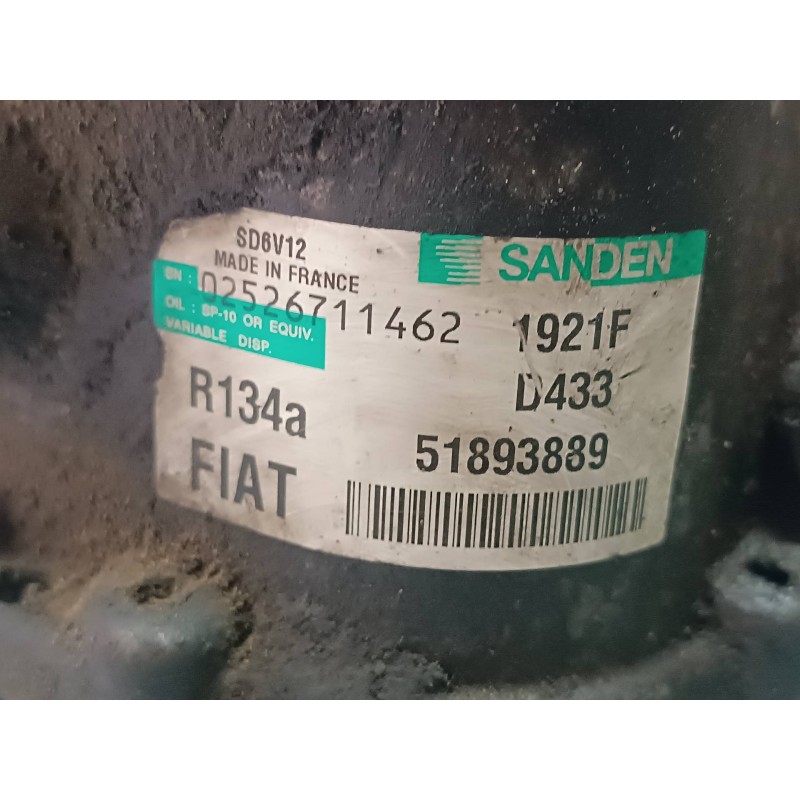 SD6V12
MADE IN FRANCE
SANDEN
SN : 02526711462
OIL : SP-10 OR EQUIV.
VARIABLE DISP.
1921F
D433
R134a
51893889
FIAT